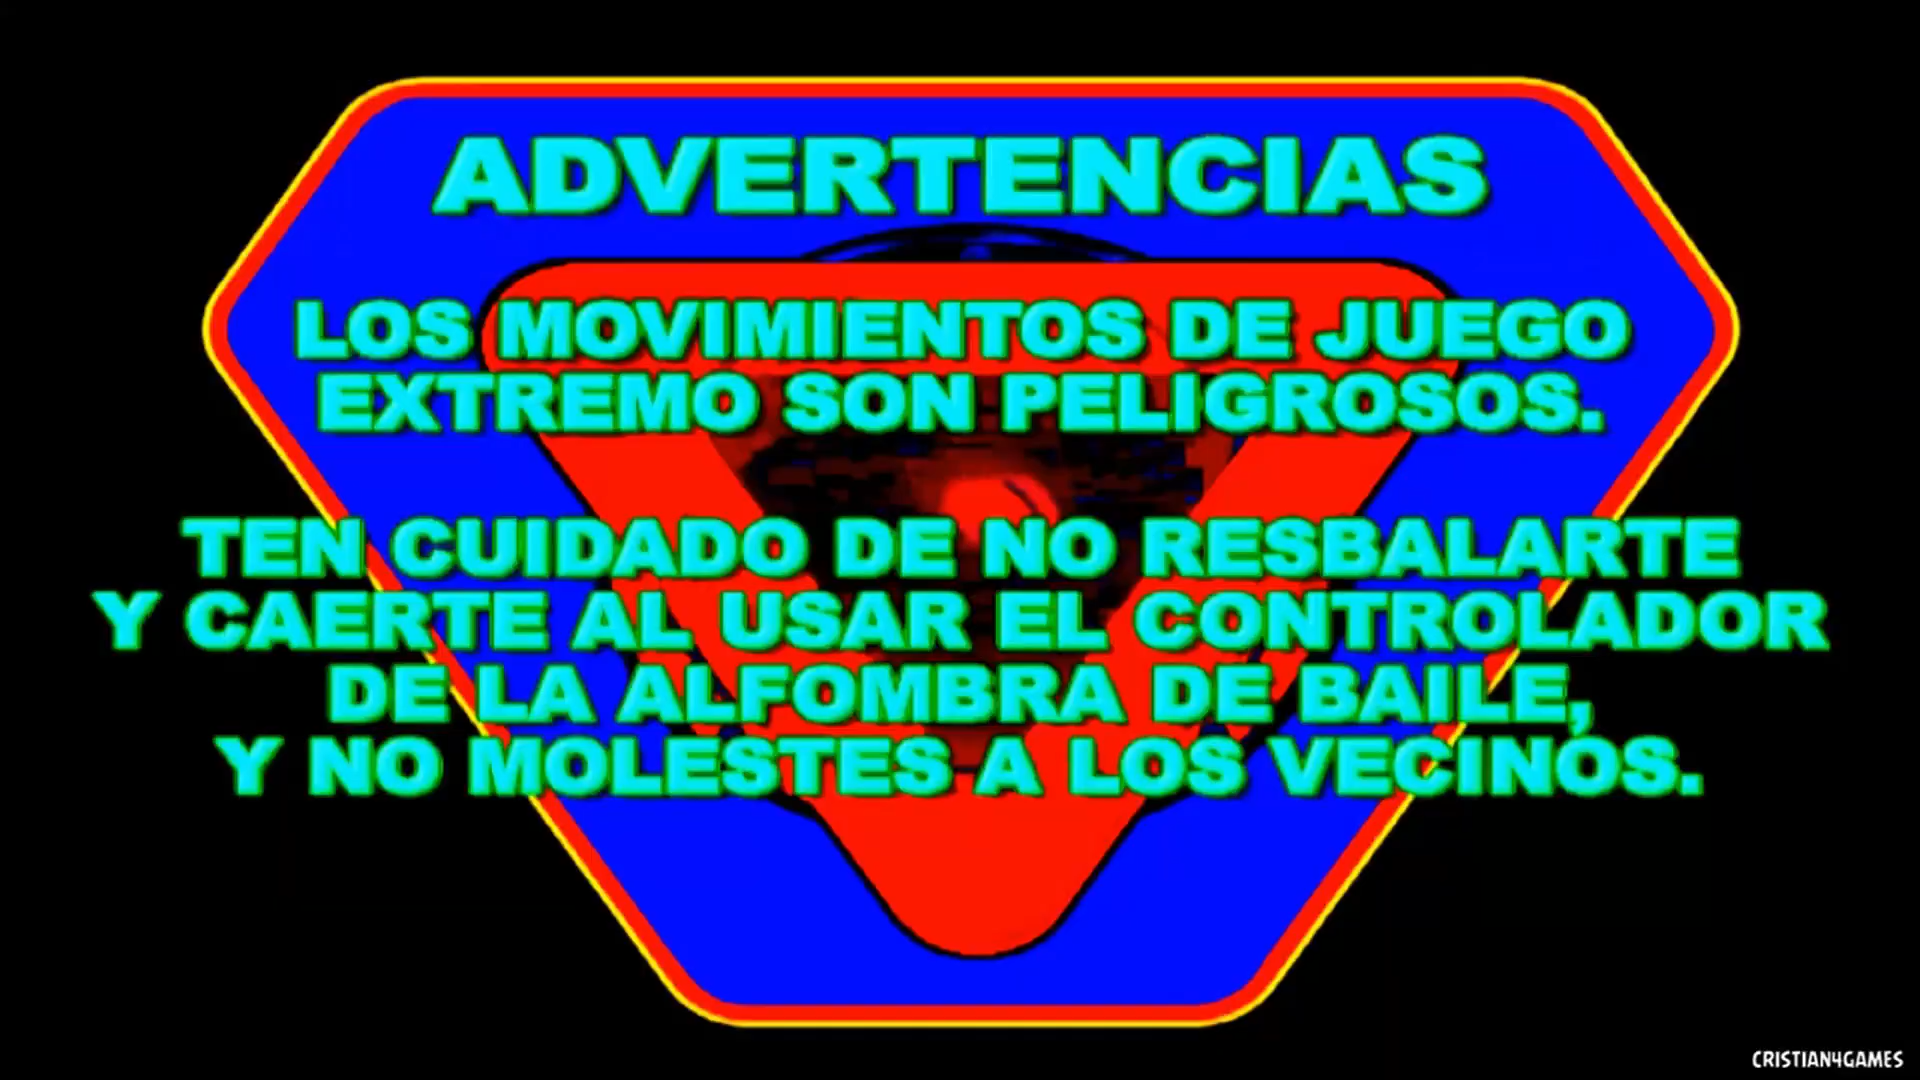 ADVERTENCIAS
LOS MOVIMIENTOS DE JUEGO
EXTREMO SON PELIGROSOS.
TEN CUIDADO DE NO RESBALARTE
Y CAERTE AL USAR EL CONTROLADOR
DE LA ALFOMBRA DE BAILE,
Y NO MOLESTES A LOS VECINOS.
CRISTIAN4GAMES